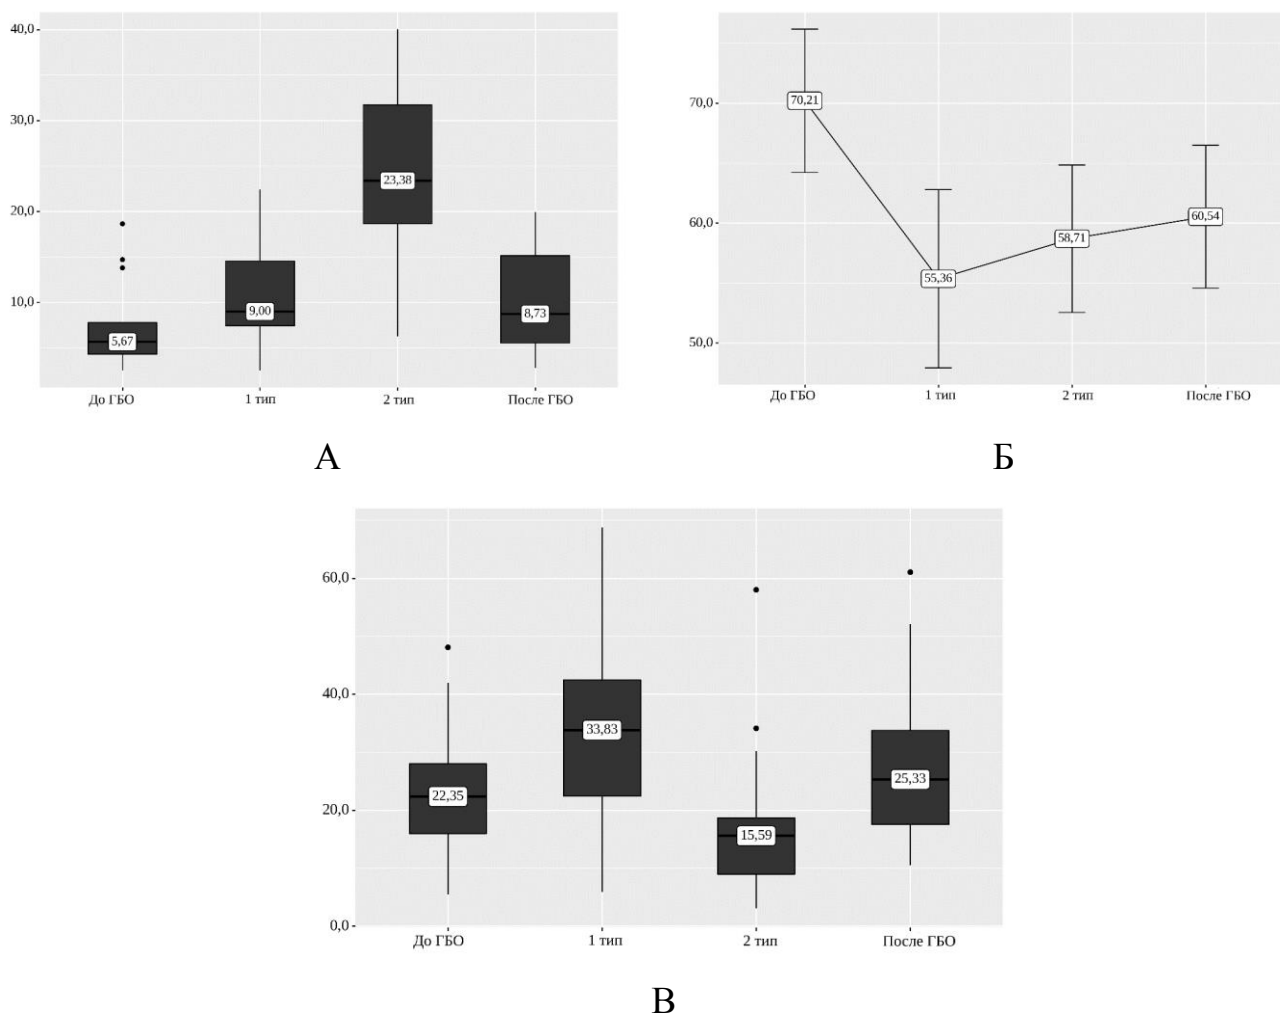 40,0
30,0
20,0
10,0
5,67
9,00
23,38
8,73
До ГБО
1 тип
2 тип
После ГБО
А
70,0
60,0
50,0
70,21
55,36
58,71
60,54
До ГБО
1 тип
2 тип
После ГБО
Б
60,0
40,0
20,0
0,0
22,35
33,83
15,59
25,33
До ГБО
1 тип
2 тип
После ГБО
В